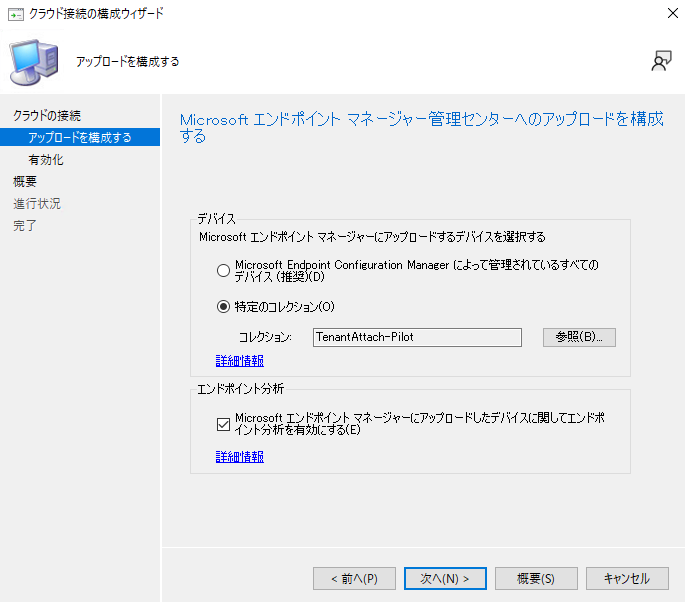 クラウド接続の構成ウィザード
アップロードを構成する
クラウドの接続
アップロードを構成する
有効化
概要
進行状況
完了
Microsoft エンドポイント マネージャー管理センターへのアップロードを構成
する
デバイス
Microsoft エンドポイント マネージャーにアップロードするデバイスを選択する
Microsoft Endpoint Configuration Manager によって管理されているすべての
デバイス (推奨)(D)
特定のコレクション(O)
コレクション:
TenantAttach-Pilot
参照(B)...
詳細情報
エンドポイント分析
Microsoft エンドポイント マネージャーにアップロードしたデバイスに関してエンドポ
イント分析を有効にする(E)
詳細情報
< 前へ(P)
次へ(N) >
概要(S)
キャンセル